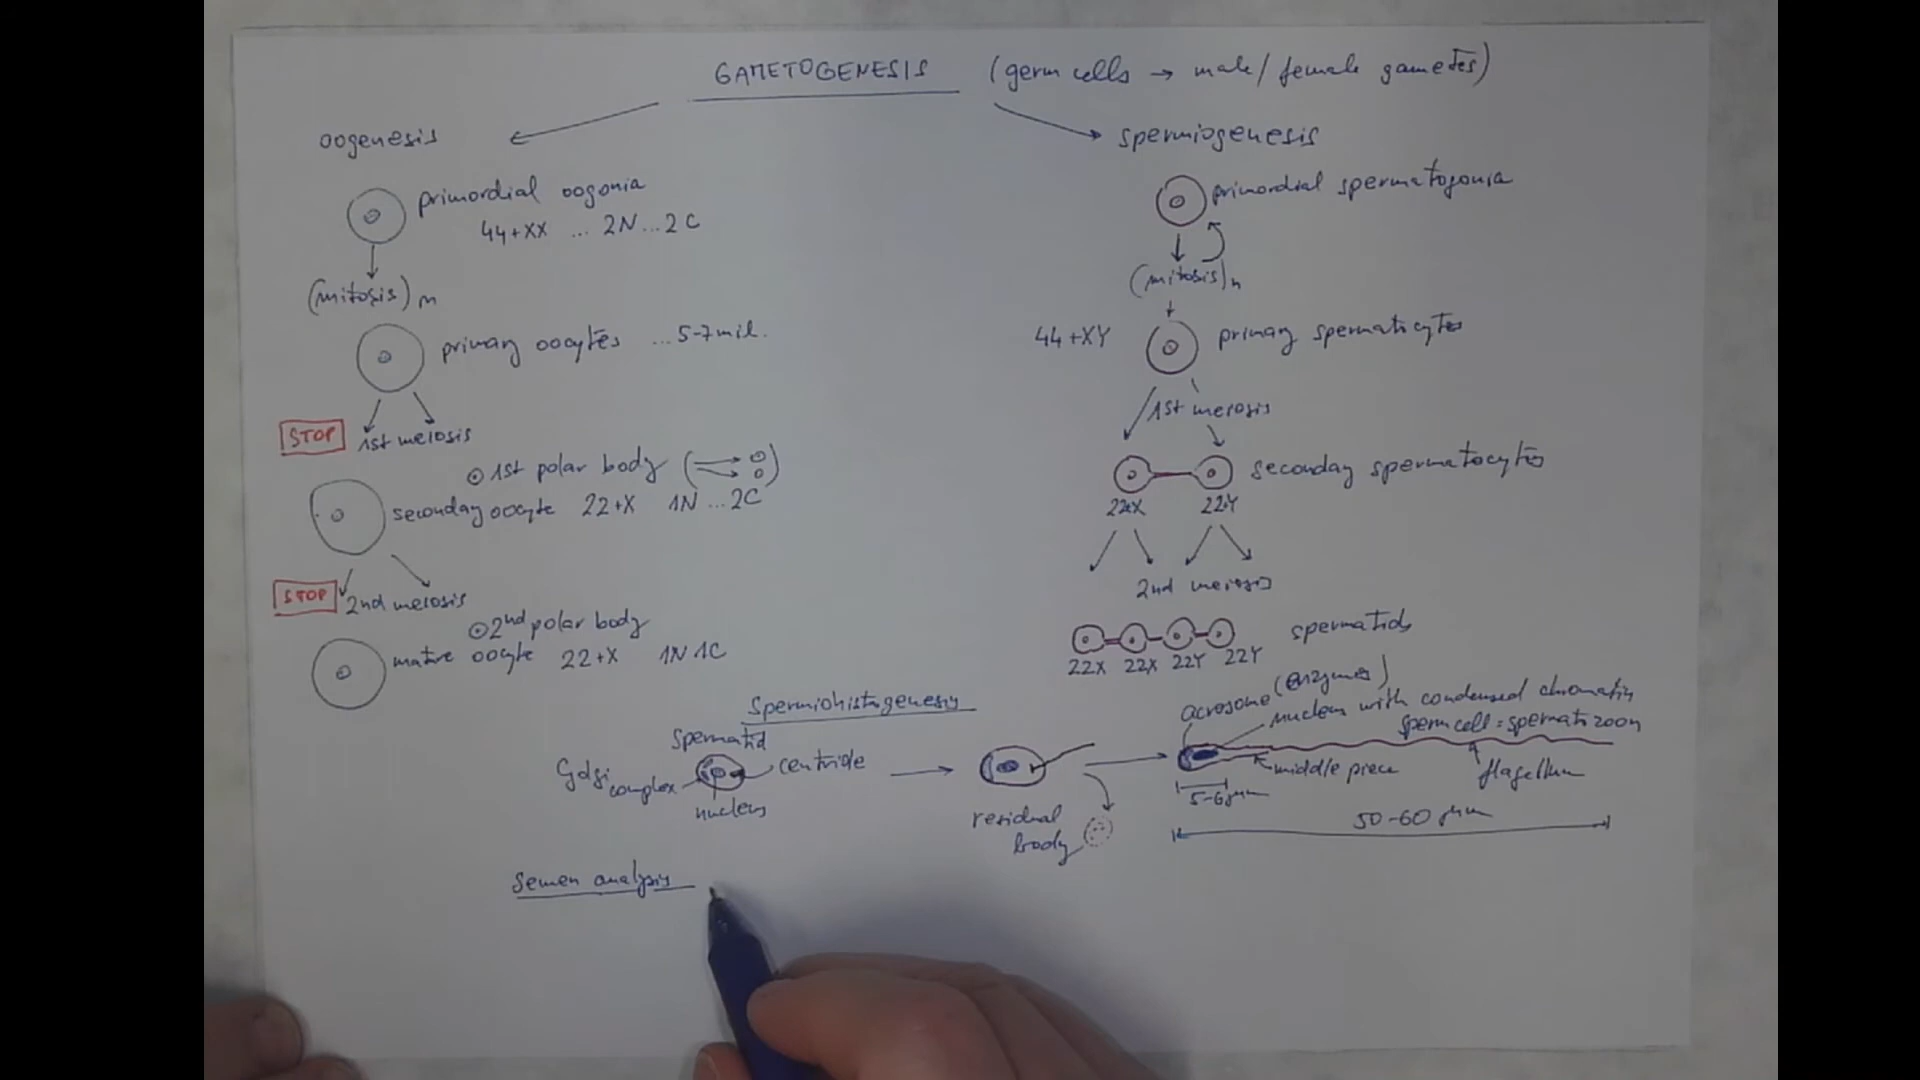 GAMETOGENESIS (germ cells → male/female gametes)
oogenesis
primordial oogonia
44+XX ... 2N ... 2C
(mitosis) n
primary oocytes ... 5-7 mil.
STOP 1st meiosis
1st polar body
secondary oocyte 22+X 1N ... 2C
STOP 2nd meiosis
2nd polar body
mature oocyte 22+X 1N 1C
spermiogenesis
primordial spermatogonia
(mitosis)n
44+XY primary spermatocytes
1st meiosis
secondary spermatocytes
22X 22Y
2nd meiosis
spermatids
22X 22X 22Y 22Y
Spermiohistogenesis
spermatid
Golgi complex
centriole
nucleus
residual body
acrosome (enzymes)
nucleus with condensed chromatin
sperm cell = spermatozoon
middle piece
flagellum
5-6 μm
50-60 μm
Semen analysis